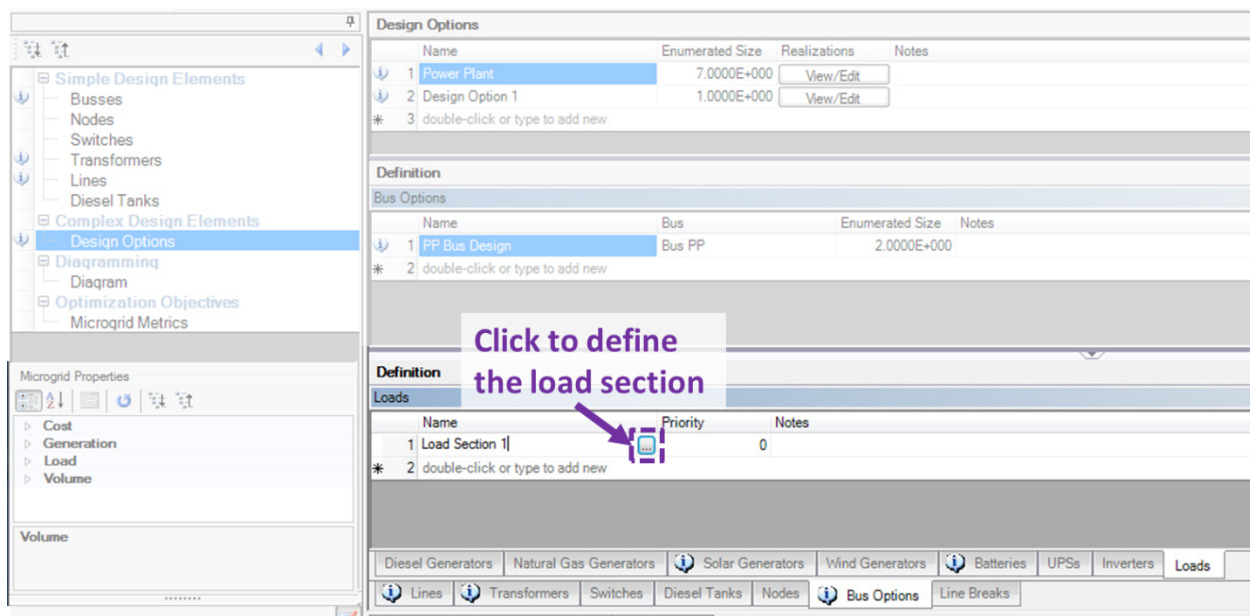 Simple Design Elements
Busses
Nodes
Switches
Transformers
Lines
Diesel Tanks
Complex Design Elements
Design Options
Diagramming
Diagram
Optimization Objectives
Microgrid Metrics
Microgrid Properties
Cost
Generation
Load
Volume
Volume
Design Options
Name Enumerated Size Realizations Notes
1 Power Plant 7.0000E+000 View/Edit
2 Design Option 1 1.0000E+000 View/Edit
3 double-click or type to add new
Definition
Bus Options
Name Bus Enumerated Size Notes
1 PP Bus Design Bus PP 2.0000E+000
2 double-click or type to add new
Click to define
the load section
Definition
Loads
Name Priority Notes
1 Load Section 1 ... 0
2 double-click or type to add new
Diesel Generators Natural Gas Generators Solar Generators Wind Generators Batteries UPSs Inverters Loads
Lines Transformers Switches Diesel Tanks Nodes Bus Options Line Breaks